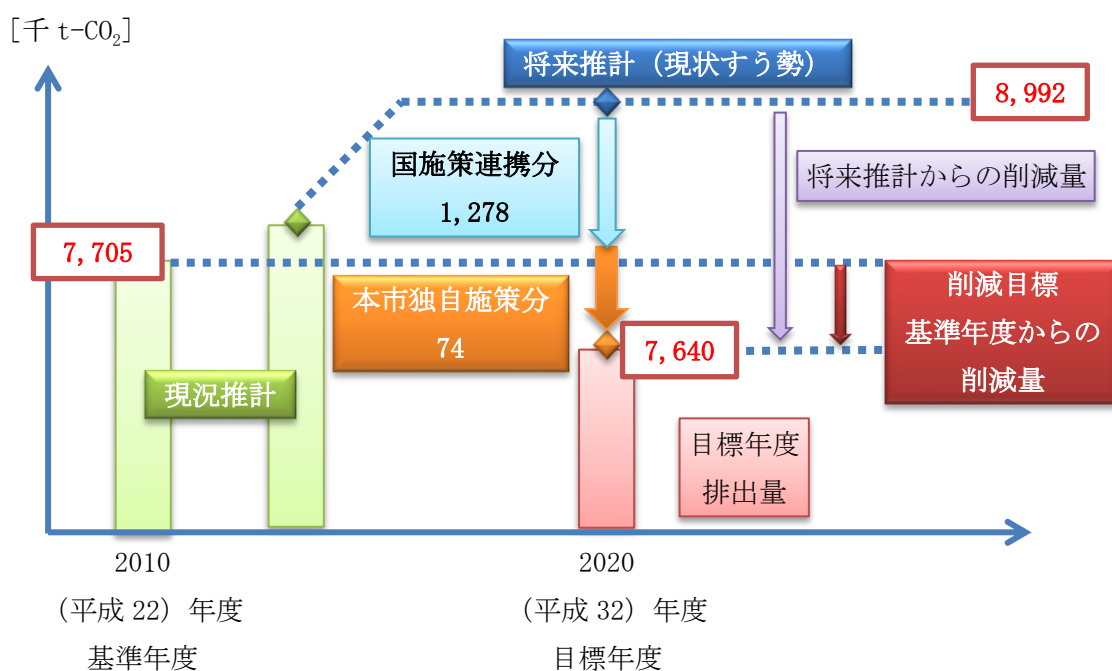 [千 t-CO₂]
将来推計（現状すう勢）
8,992
国施策連携分
1,278
将来推計からの削減量
7,705
本市独自施策分
74
削減目標
基準年度からの
削減量
7,640
現況推計
目標年度
排出量
2010
（平成 22）年度
基準年度
2020
（平成 32）年度
目標年度